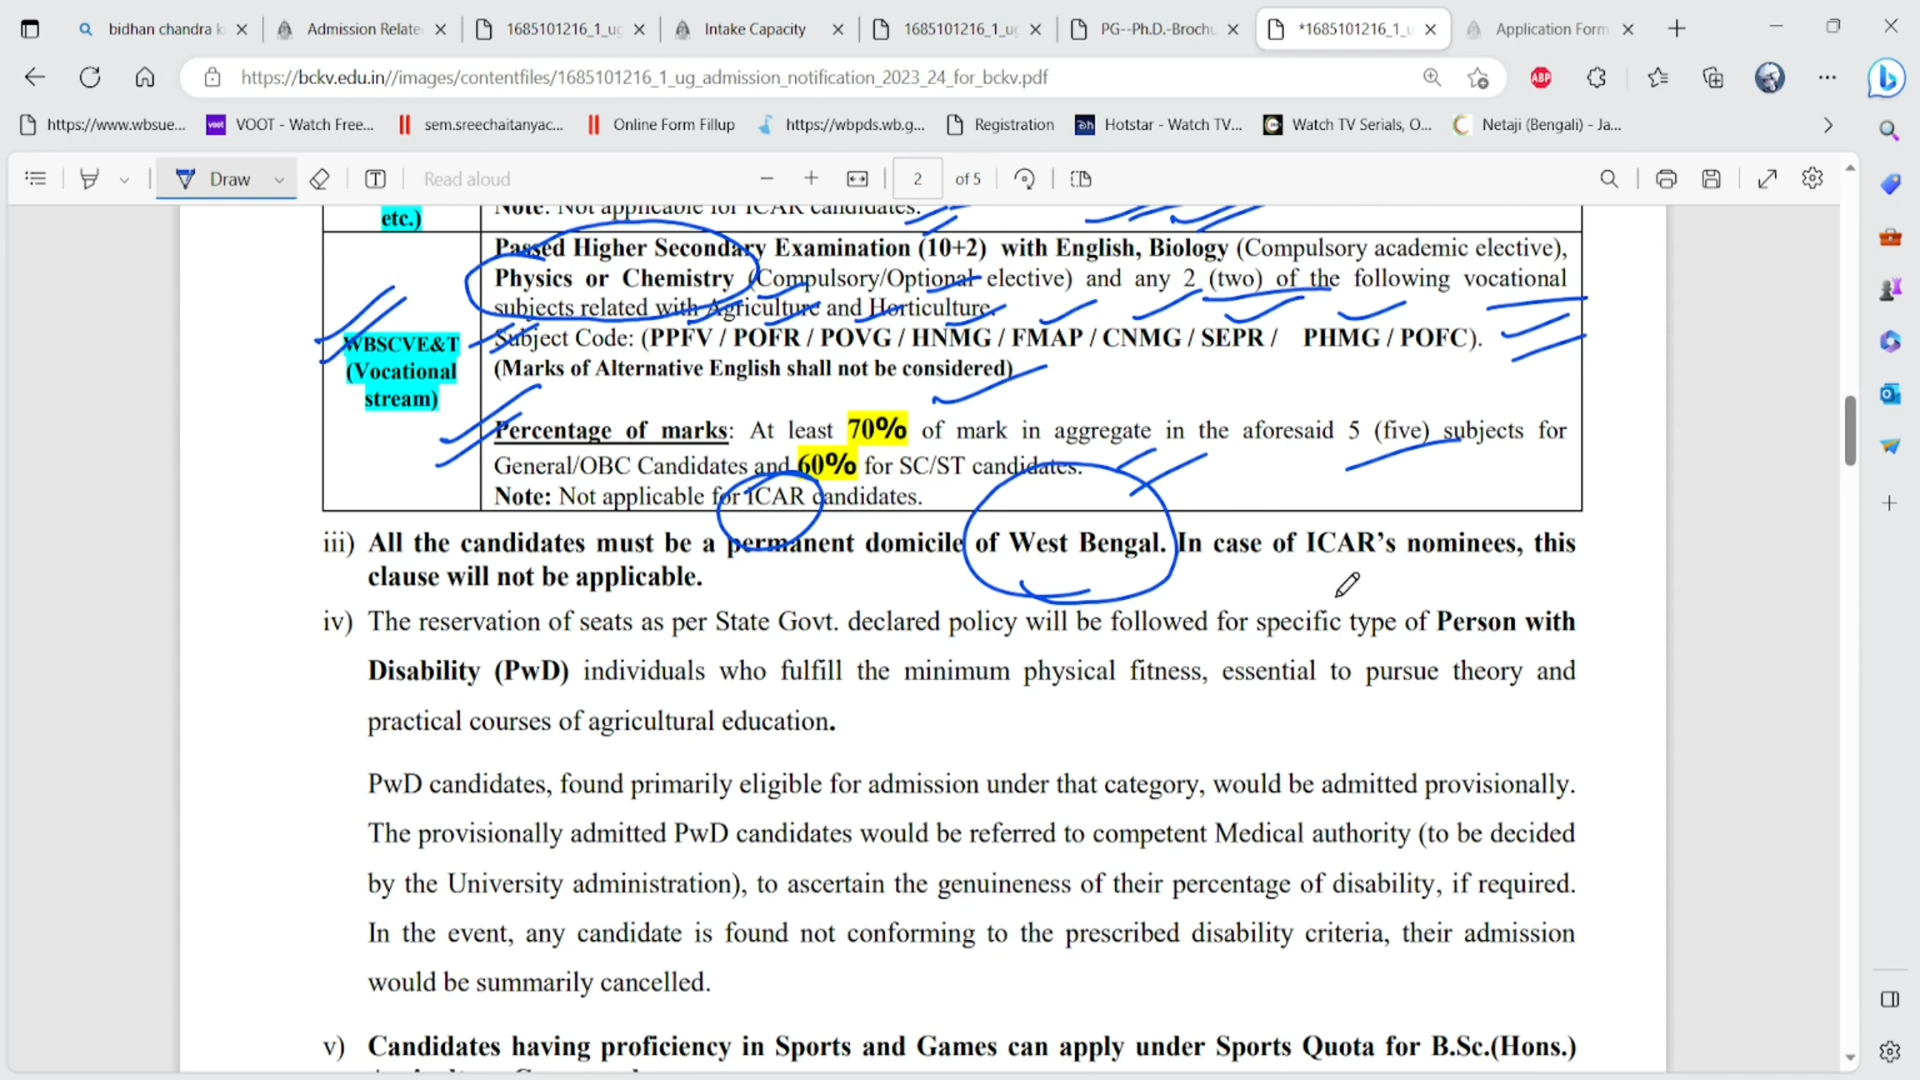 bidhan chandra k
Admission Relate
1685101216_1_ug
Intake Capacity
1685101216_1_ug
PG--Ph.D.-Brochu
*1685101216_1_u
Application Form
https://bckv.edu.in//images/contentfiles/1685101216_1_ug_admission_notification_2023_24_for_bckv.pdf
ABP
https://www.wbsue...
VOOT - Watch Free...
sem.sreechaitanyac...
Online Form Fillup
https://wbpds.wb.g...
Registration
Hotstar - Watch TV...
Watch TV Serials, O...
Netaji (Bengali) - Ja...
Draw
Read aloud
2 of 5
etc.)
Note: Not applicable for ICAR candidates.
Passed Higher Secondary Examination (10+2) with English, Biology (Compulsory academic elective),
Physics or Chemistry (Compulsory/Optional elective) and any 2 (two) of the following vocational
subjects related with Agriculture and Horticulture.
WBSCVE&T
(Vocational
stream)
Subject Code: (PPFV / POFR / POVG / HNMG / FMAP / CNMG / SEPR / PHMG / POFC).
(Marks of Alternative English shall not be considered)
Percentage of marks: At least 70% of mark in aggregate in the aforesaid 5 (five) subjects for
General/OBC Candidates and 60% for SC/ST candidates.
Note: Not applicable for ICAR candidates.
iii) All the candidates must be a permanent domicile of West Bengal. In case of ICAR's nominees, this
clause will not be applicable.
iv) The reservation of seats as per State Govt. declared policy will be followed for specific type of Person with
Disability (PwD) individuals who fulfill the minimum physical fitness, essential to pursue theory and
practical courses of agricultural education.
PwD candidates, found primarily eligible for admission under that category, would be admitted provisionally.
The provisionally admitted PwD candidates would be referred to competent Medical authority (to be decided
by the University administration), to ascertain the genuineness of their percentage of disability, if required.
In the event, any candidate is found not conforming to the prescribed disability criteria, their admission
would be summarily cancelled.
v) Candidates having proficiency in Sports and Games can apply under Sports Quota for B.Sc.(Hons.)